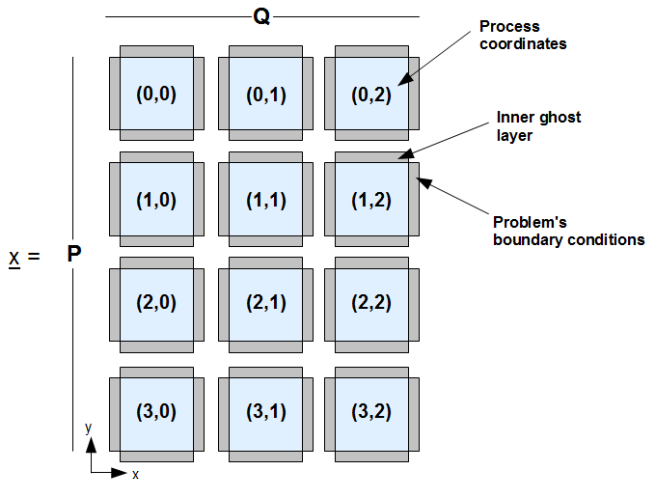 Q
Process
coordinates
(0,0) (0,1) (0,2)
Inner ghost
layer
(1,0) (1,1) (1,2)
Problem's
boundary conditions
x = P
(2,0) (2,1) (2,2)
(3,0) (3,1) (3,2)
y
x